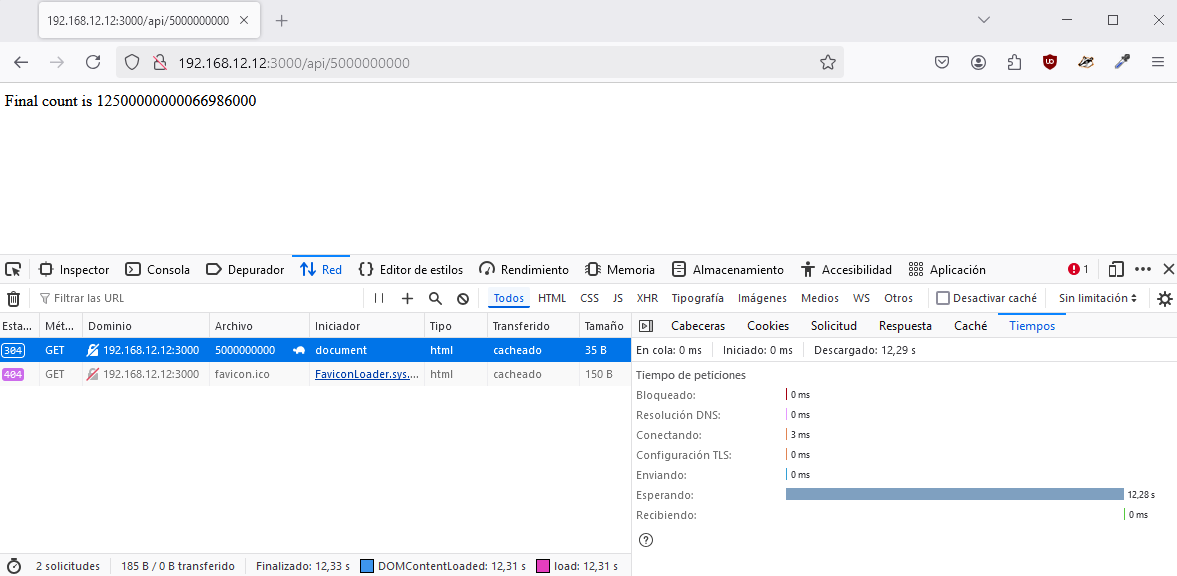 192.168.12.12:3000/api/5000000000
192.168.12.12:3000/api/5000000000
Final count is 12500000000066986000
Inspector Consola Depurador Red Editor de estilos Rendimiento Memoria Almacenamiento Accesibilidad Aplicación 1
Filtrar las URL Todos HTML CSS JS XHR Tipografía Imágenes Medios WS Otros Desactivar caché Sin limitación
Esta... Mét... Dominio Archivo Iniciador Tipo Transferido Tamaño Cabeceras Cookies Solicitud Respuesta Caché Tiempos
304 GET 192.168.12.12:3000 5000000000 document html cacheado 35 B
404 GET 192.168.12.12:3000 favicon.ico FaviconLoader.sys.... html cacheado 150 B
En cola: 0 ms Iniciado: 0 ms Descargado: 12,29 s
Tiempo de peticiones
Bloqueado: 0 ms
Resolución DNS: 0 ms
Conectando: 3 ms
Configuración TLS: 0 ms
Enviando: 0 ms
Esperando: 12,28 s
Recibiendo: 0 ms
2 solicitudes 185 B / 0 B transferido Finalizado: 12,33 s DOMContentLoaded: 12,31 s load: 12,31 s